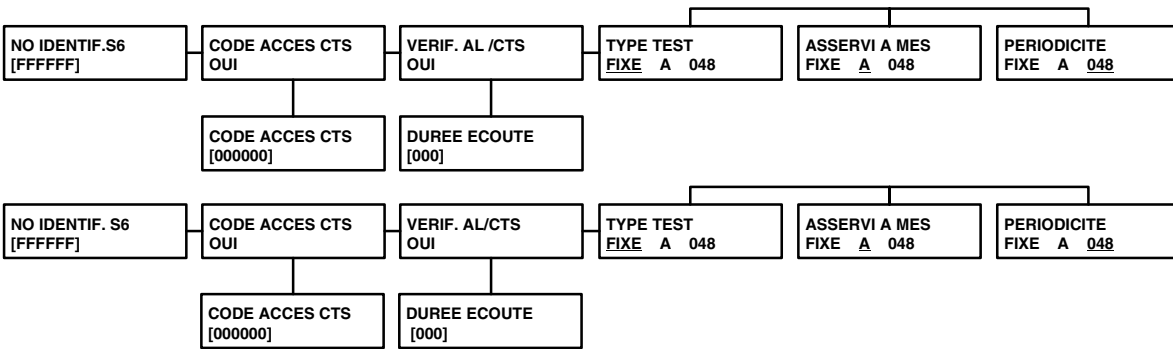 NO IDENTIF.S6
[FFFFFF]
CODE ACCES CTS
OUI
VERIF. AL /CTS
OUI
TYPE TEST
FIXE A 048
ASSERVI A MES
FIXE A 048
PERIODICITE
FIXE A 048
CODE ACCES CTS
[000000]
DUREE ECOUTE
[000]
NO IDENTIF. S6
[FFFFFF]
CODE ACCES CTS
OUI
VERIF. AL/CTS
OUI
TYPE TEST
FIXE A 048
ASSERVI A MES
FIXE A 048
PERIODICITE
FIXE A 048
CODE ACCES CTS
[000000]
DUREE ECOUTE
[000]